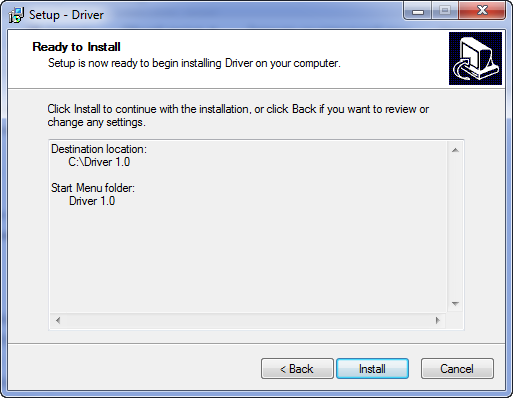 Setup - Driver
Ready to Install
Setup is now ready to begin installing Driver on your computer.
Click Install to continue with the installation, or click Back if you want to review or
change any settings.
Destination location:
C:\Driver 1.0
Start Menu folder:
Driver 1.0
< Back
Install
Cancel